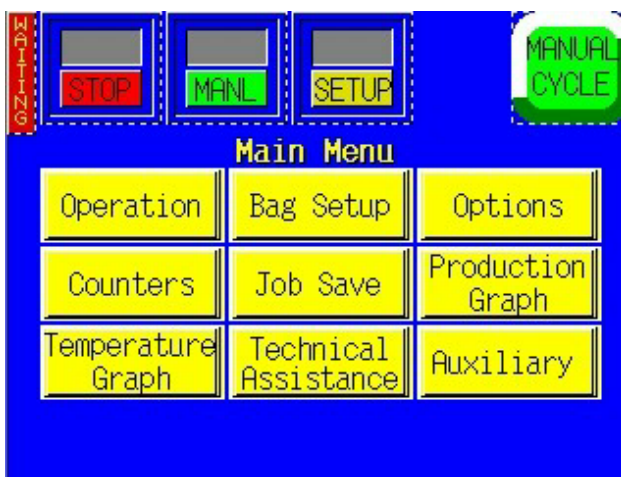 WAITING
STOP MANL SETUP
MANUAL
CYCLE
Main Menu
Operation Bag Setup Options
Counters Job Save Production
Graph
Temperature
Graph
Technical
Assistance
Auxiliary